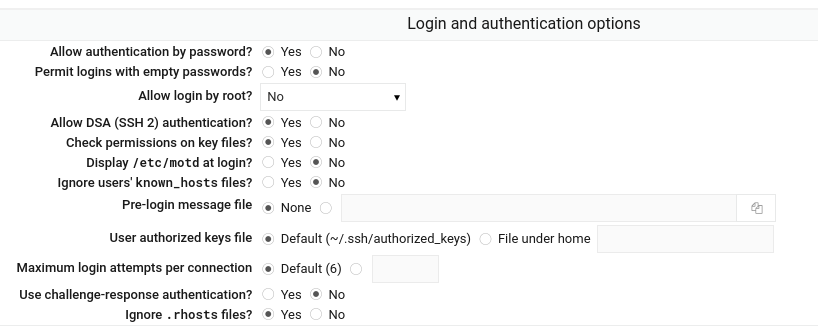 Login and authentication options
Allow authentication by password? Yes No
Permit logins with empty passwords? Yes No
Allow login by root? No
Allow DSA (SSH 2) authentication? Yes No
Check permissions on key files? Yes No
Display /etc/motd at login? Yes No
Ignore users' known_hosts files? Yes No
Pre-login message file None
User authorized keys file Default (~/.ssh/authorized_keys) File under home
Maximum login attempts per connection Default (6)
Use challenge-response authentication? Yes No
Ignore .rhosts files? Yes No